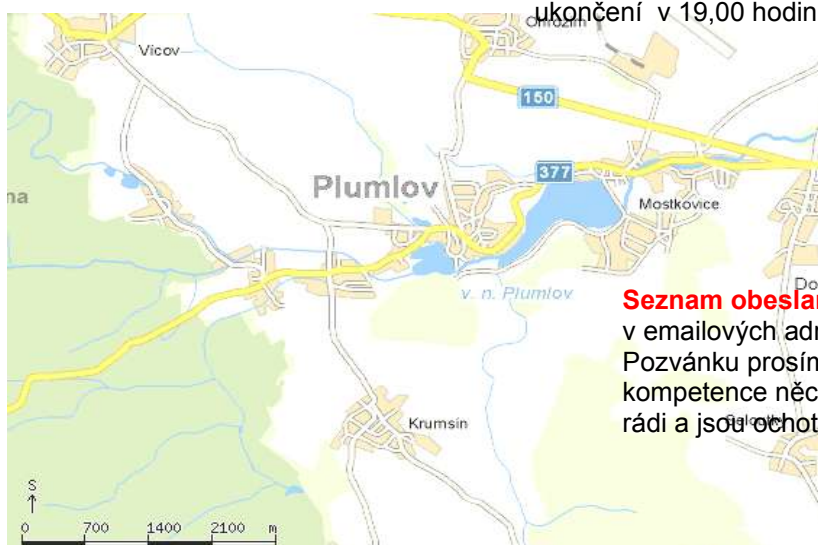 ukončení v 19,00 hodin
Vícov
150
377
Plumlov
Mostkovice
v. n. Plumlov
Seznam obeslan
v emailových adr
Pozvánku prosím
kompetence něc
rádi a jsou ochot
Krumsín
S
0 700 1400 2100 m